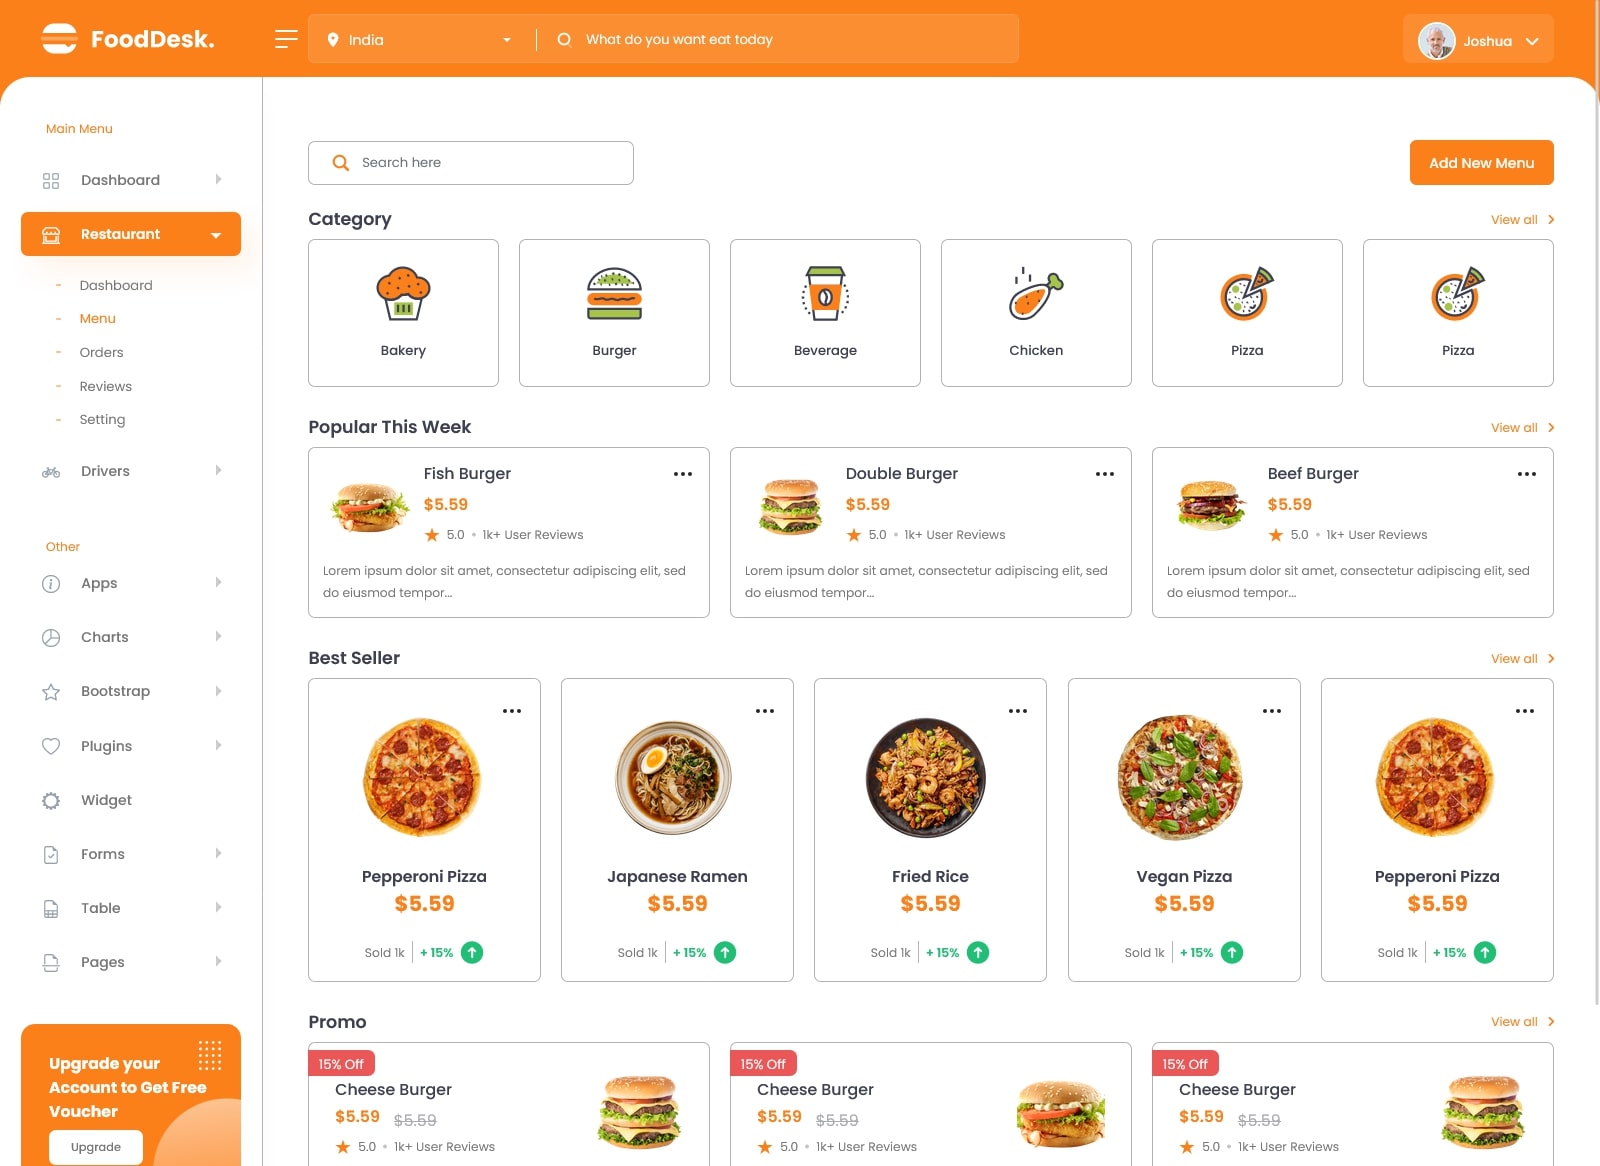 FoodDesk.
India
What do you want eat today
Joshua
Main Menu
Dashboard
Restaurant
- Dashboard
- Menu
- Orders
- Reviews
- Setting
Drivers
Other
Apps
Charts
Bootstrap
Plugins
Widget
Forms
Table
Pages
Upgrade your
Account to Get Free
Voucher
Upgrade
Search here
Add New Menu
Category
View all
Bakery
Burger
Beverage
Chicken
Pizza
Pizza
Popular This Week
View all
Fish Burger
$5.59
5.0 • 1k+ User Reviews
Lorem ipsum dolor sit amet, consectetur adipiscing elit, sed
do eiusmod tempor...
Double Burger
$5.59
5.0 • 1k+ User Reviews
Lorem ipsum dolor sit amet, consectetur adipiscing elit, sed
do eiusmod tempor...
Beef Burger
$5.59
5.0 • 1k+ User Reviews
Lorem ipsum dolor sit amet, consectetur adipiscing elit, sed
do eiusmod tempor...
Best Seller
View all
Pepperoni Pizza
$5.59
Sold 1k | + 15%
Japanese Ramen
$5.59
Sold 1k | + 15%
Fried Rice
$5.59
Sold 1k | + 15%
Vegan Pizza
$5.59
Sold 1k | + 15%
Pepperoni Pizza
$5.59
Sold 1k | + 15%
Promo
View all
15% Off
Cheese Burger
$5.59 $5.59
5.0 • 1k+ User Reviews
15% Off
Cheese Burger
$5.59 $5.59
5.0 • 1k+ User Reviews
15% Off
Cheese Burger
$5.59 $5.59
5.0 • 1k+ User Reviews